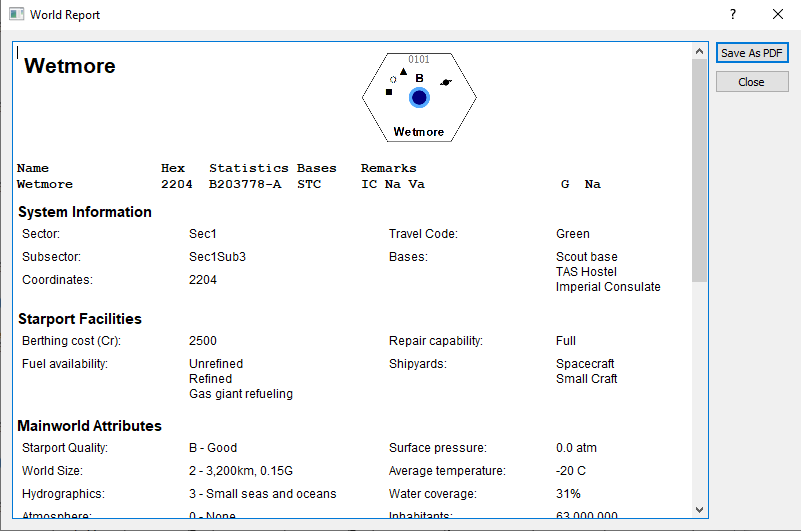 World Report
? 
Save As PDF
Close
Wetmore
0101
B
Wetmore
Name Hex Statistics Bases Remarks
Wetmore 2204 B203778-A STC IC Na Va G Na
System Information
Sector: Sec1 Travel Code: Green
Subsector: Sec1Sub3 Bases: Scout base
TAS Hostel
Coordinates: 2204 Imperial Consulate
Starport Facilities
Berthing cost (Cr): 2500 Repair capability: Full
Fuel availability: Unrefined Shipyards: Spacecraft
Refined Small Craft
Gas giant refueling
Mainworld Attributes
Starport Quality: B - Good Surface pressure: 0.0 atm
World Size: 2 - 3,200km, 0.15G Average temperature: -20 C
Hydrographics: 3 - Small seas and oceans Water coverage: 31%
Atmosphere: 0 - None Inhabitants: 63,000,000